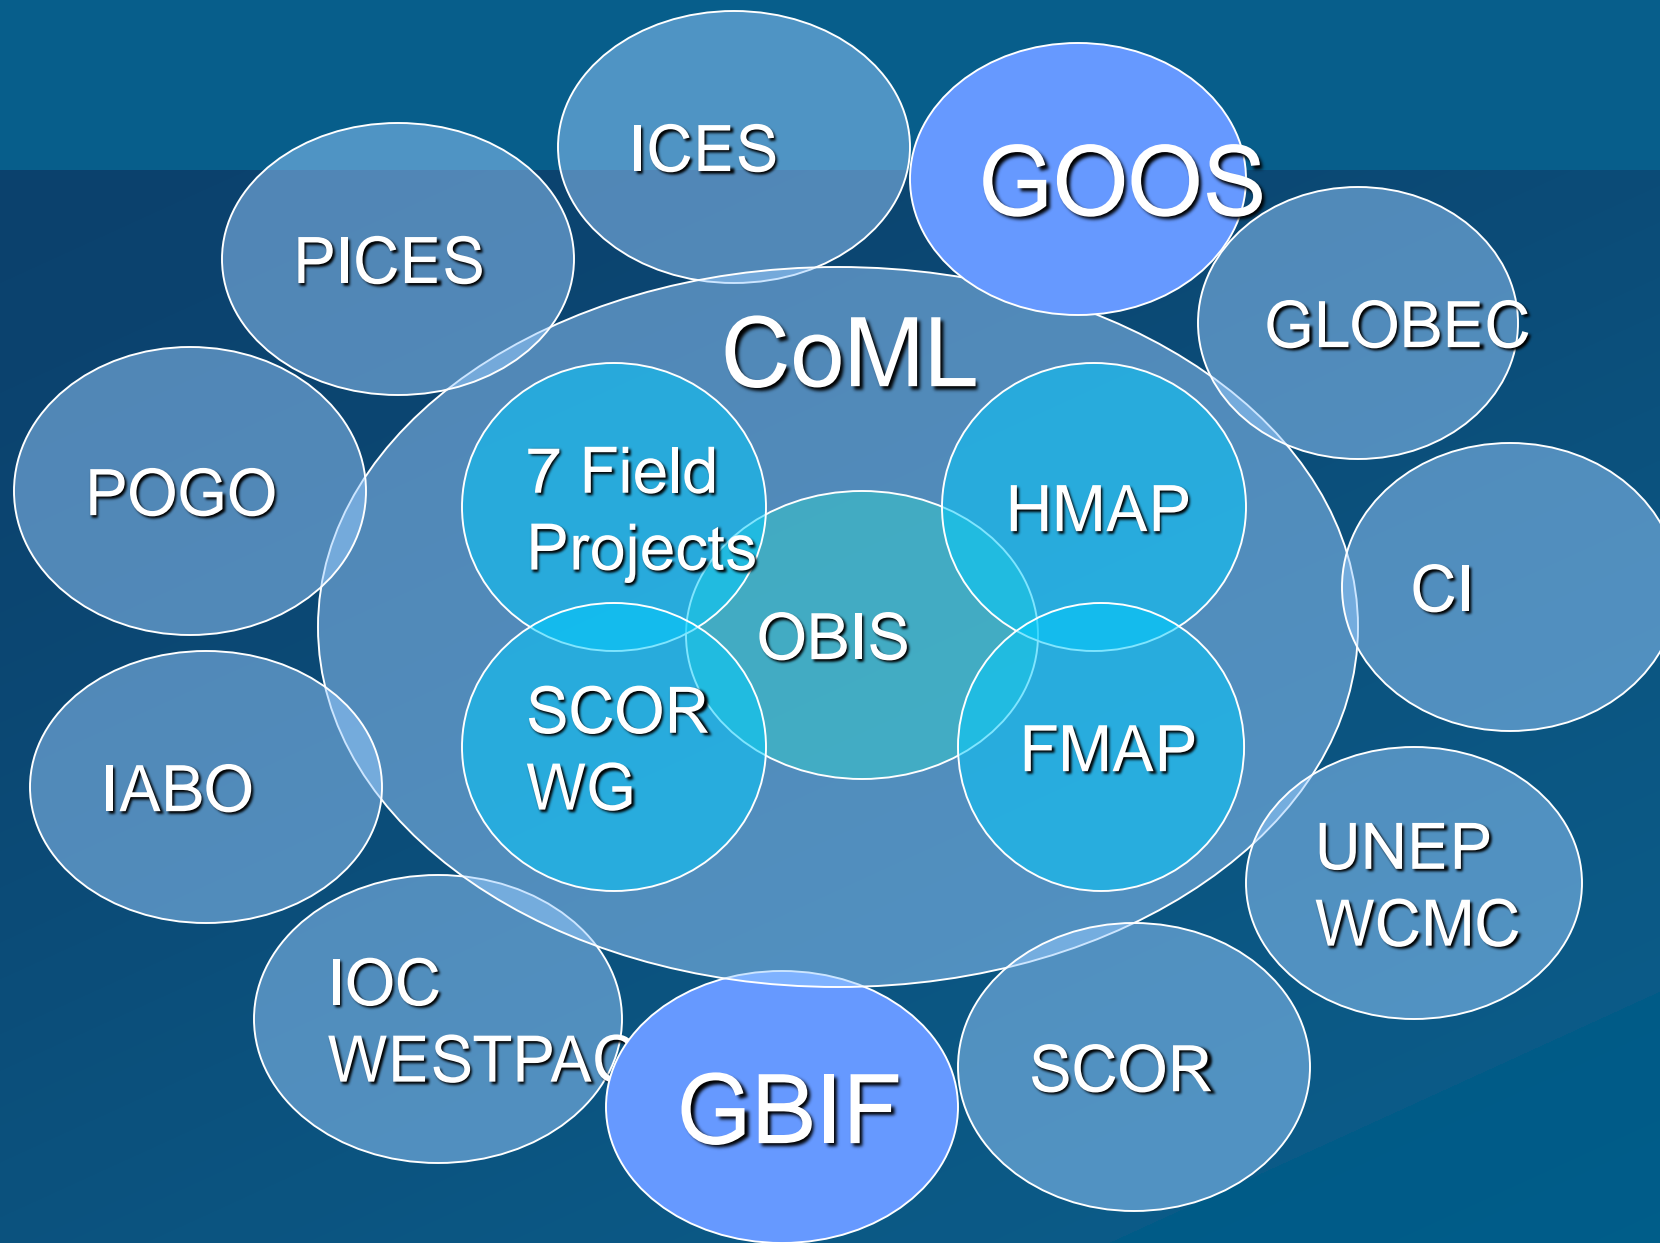 ICES
GOOS
PICES
GLOBEC
CoML
7 Field
Projects
HMAP
POGO
CI
OBIS
SCOR
WG
FMAP
IABO
UNEP
WCMC
IOC
WESTPAC
SCOR
GBIF